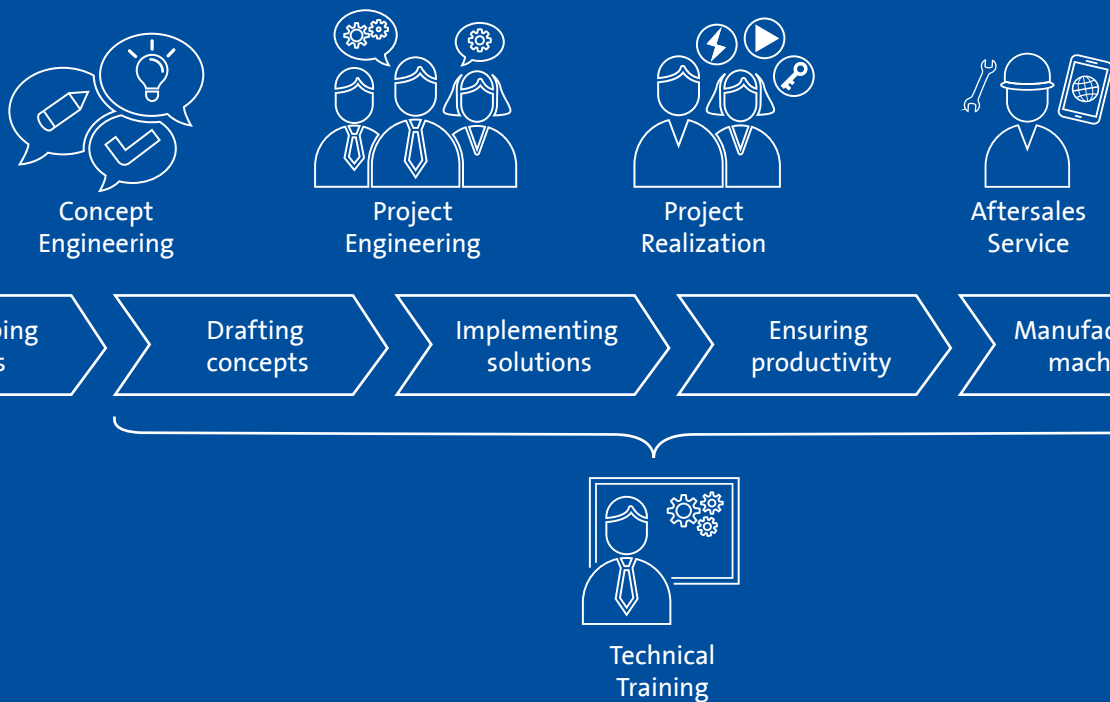 Concept
Engineering
Project
Engineering
Project
Realization
Aftersales
Service
Drafting
concepts
Implementing
solutions
Ensuring
productivity
Technical
Training